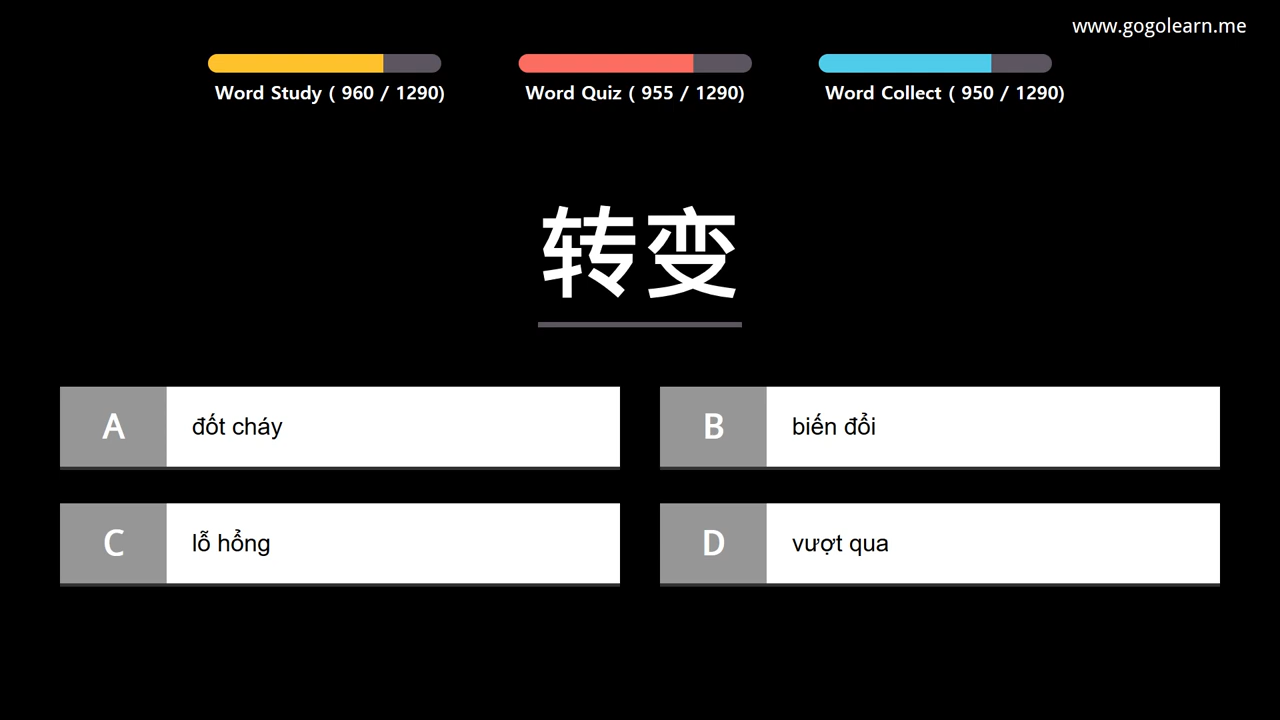 www.gogolearn.me
Word Study ( 960 / 1290)
Word Quiz ( 955 / 1290)
Word Collect ( 950 / 1290)
转变
A đốt cháy
B biến đổi
C lỗ hổng
D vượt qua